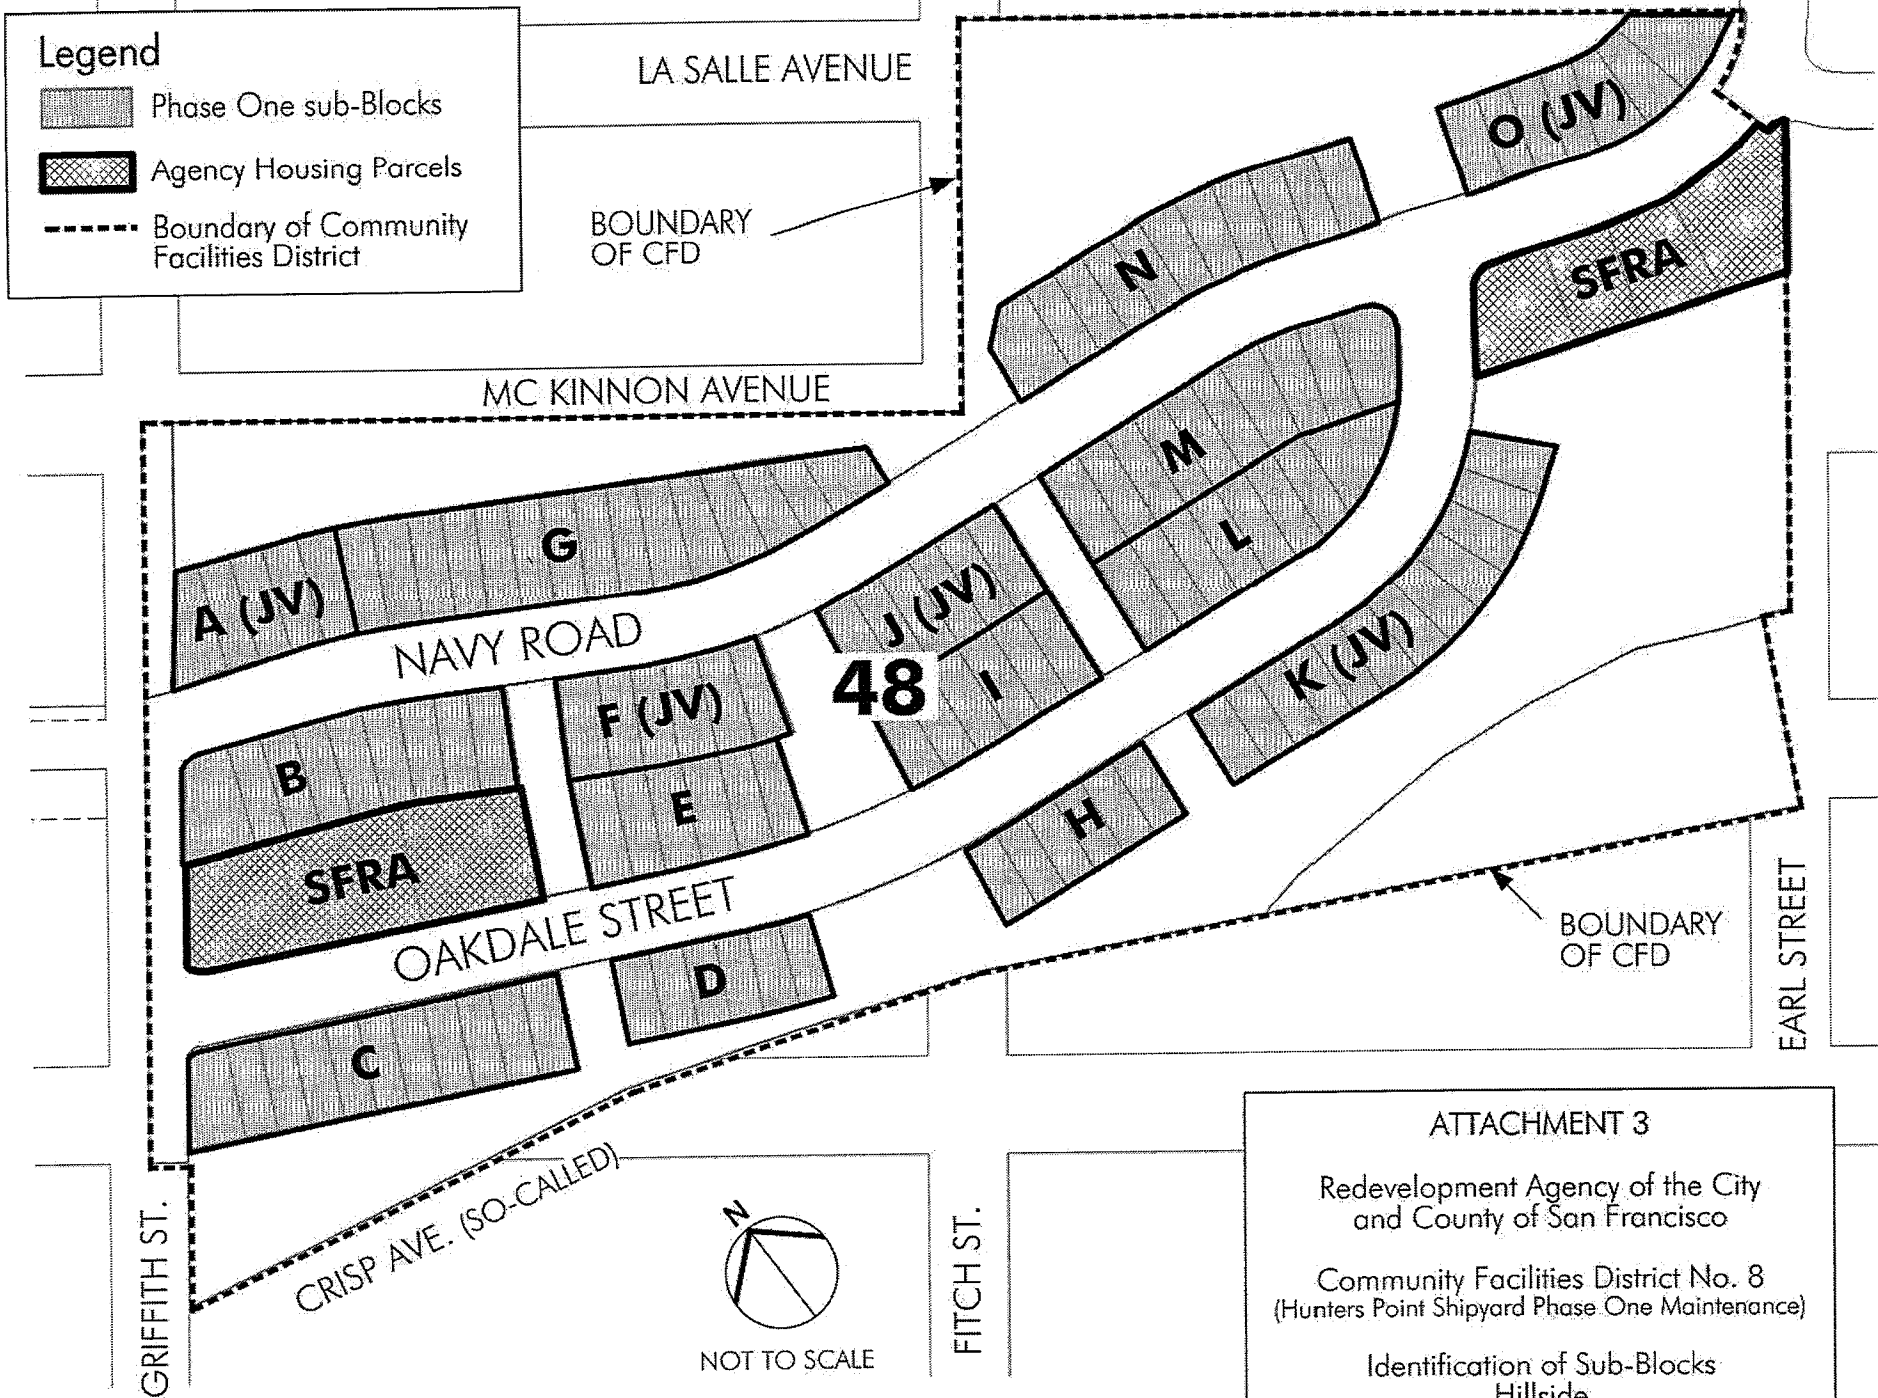 Legend
Phase One sub-Blocks
Agency Housing Parcels
Boundary of Community
Facilities District
LA SALLE AVENUE
BOUNDARY
OF CFD
MC KINNON AVENUE
O (JV)
SFRA
N
M
L
G
A (JV)
NAVY ROAD
J (JV)
48
I
K (JV)
F (JV)
B
E
H
SFRA
OAKDALE STREET
D
C
BOUNDARY
OF CFD
EARL STREET
CRISP AVE. (SO-CALLED)
GRIFFITH ST.
N
NOT TO SCALE
FITCH ST.
ATTACHMENT 3
Redevelopment Agency of the City
and County of San Francisco
Community Facilities District No. 8
(Hunters Point Shipyard Phase One Maintenance)
Identification of Sub-Blocks
Hillside